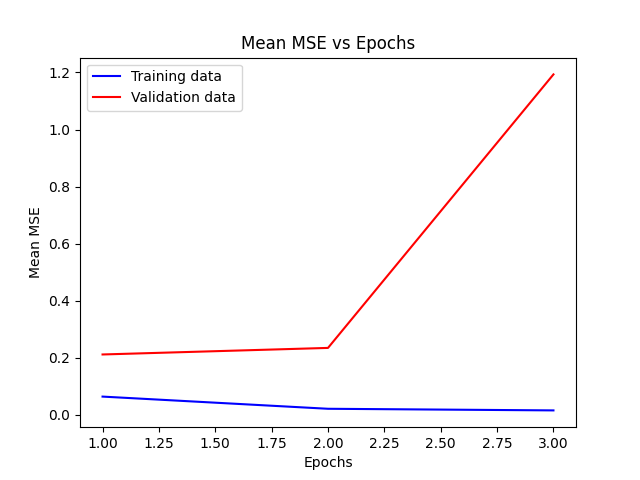 Mean MSE vs Epochs
Training data
Validation data
1.2
1.0
0.8
0.6
0.4
0.2
0.0
Mean MSE
1.00 1.25 1.50 1.75 2.00 2.25 2.50 2.75 3.00
Epochs